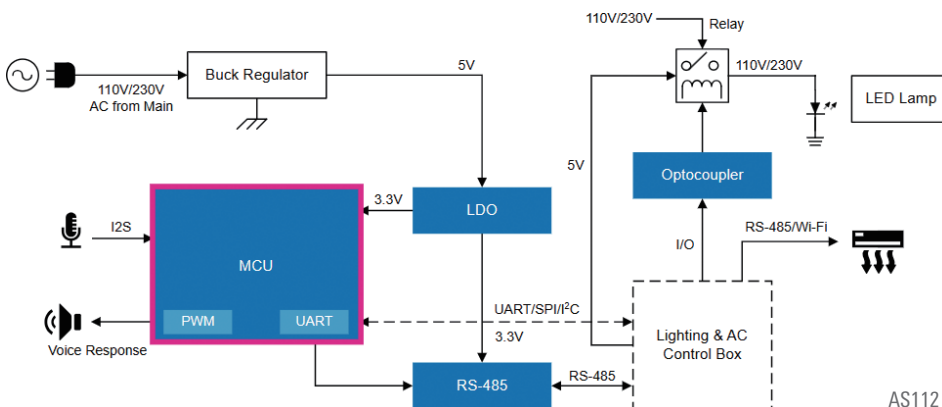 110V/230V
Relay
Buck Regulator
5V
110V/230V
110V/230V
AC from Main
LED Lamp
5V
Optocoupler
3.3V
LDO
I2S
RS-485/Wi-Fi
I/O
MCU
UART/SPI/I²C
PWM
UART
3.3V
Lighting & AC
Control Box
Voice Response
RS-485
RS-485
AS112